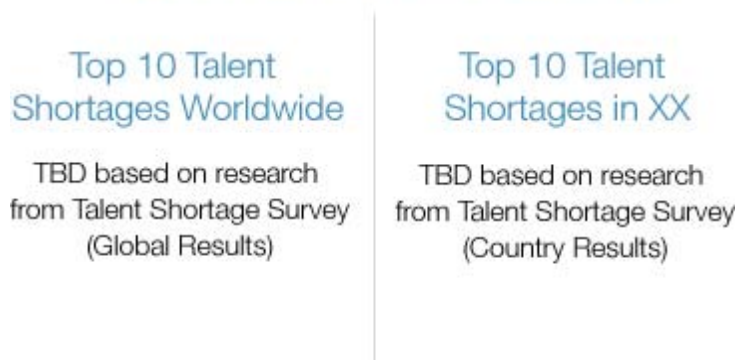 Top 10 Talent
Shortages Worldwide
TBD based on research
from Talent Shortage Survey
(Global Results)
Top 10 Talent
Shortages in XX
TBD based on research
from Talent Shortage Survey
(Country Results)